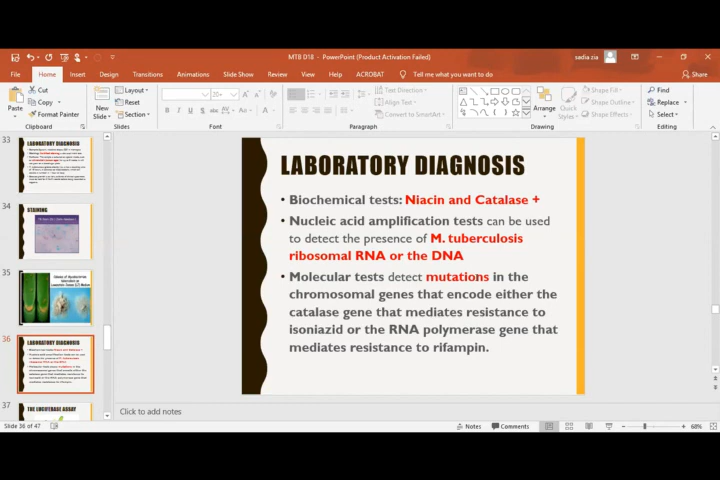 MTB D18 - PowerPoint (Product Activation Failed)
sadia zia
File Home Insert Design Transitions Animations Slide Show Review View Help ACROBAT Tell me what you want to do Share
Paste
Cut
Copy
Format Painter
Clipboard
New Slide
Layout
Reset
Section
Slides
Font
Text Direction
Align Text
Convert to SmartArt
Paragraph
Arrange
Quick Styles
Shape Fill
Shape Outline
Shape Effects
Drawing
Find
Replace
Select
Editing
33
LABORATORY DIAGNOSIS
34
STAINING
35
36
LABORATORY DIAGNOSIS
37
THE LUCIFERASE ASSAY
LABORATORY DIAGNOSIS
• Biochemical tests: Niacin and Catalase +
• Nucleic acid amplification tests can be used
to detect the presence of M. tuberculosis
ribosomal RNA or the DNA
• Molecular tests detect mutations in the
chromosomal genes that encode either the
catalase gene that mediates resistance to
isoniazid or the RNA polymerase gene that
mediates resistance to rifampin.
Click to add notes
Slide 36 of 47
Notes Comments 68%